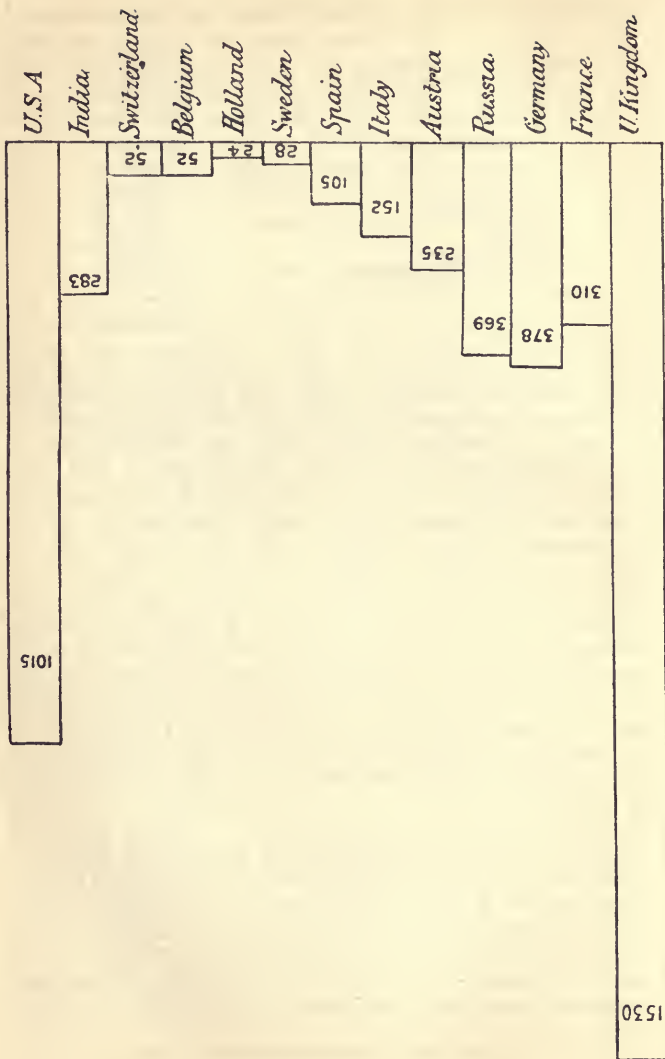 U.S.A
India.
Switzerland.
Belgium
Holland
Sweden
Spain
Italy
Austria
Russia.
Germany
France.
U.Kingdom.
1015
283
52
52
24
28
105
152
235
369
378
310
1530